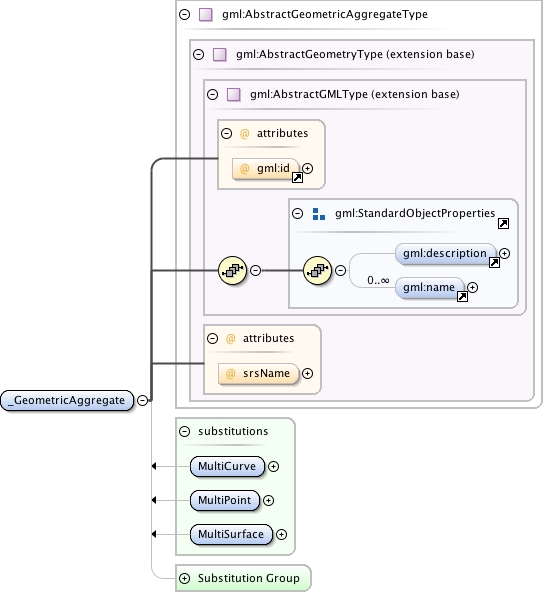 gml:AbstractGeometricAggregateType
gml:AbstractGeometryType (extension base)
gml:AbstractGMLType (extension base)
@ attributes
@ gml:id
gml:StandardObjectProperties
gml:description
0..∞
gml:name
@ attributes
@ srsName
_GeometricAggregate
substitutions
MultiCurve
MultiPoint
MultiSurface
Substitution Group